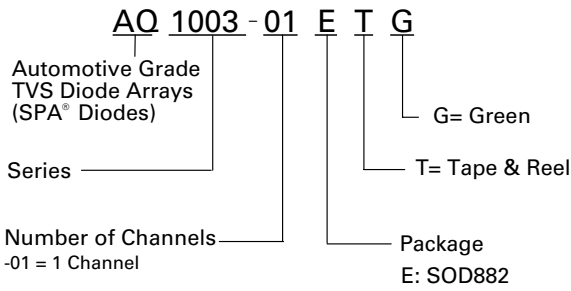 AQ 1003-01 E T G
Automotive Grade
TVS Diode Arrays
(SPA® Diodes)
G= Green
Series
T= Tape & Reel
Number of Channels
-01 = 1 Channel
Package
E: SOD882